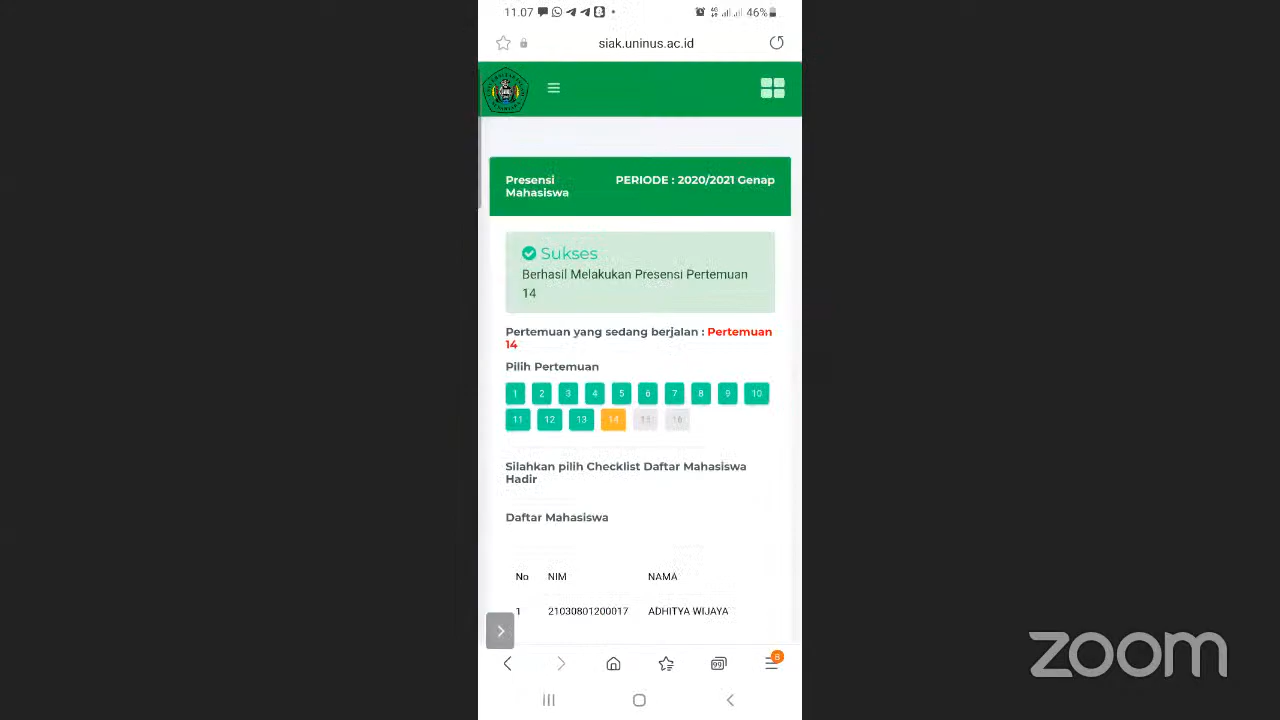 11.07 46%
siak.uninus.ac.id
Presensi Mahasiswa PERIODE : 2020/2021 Genap
Sukses
Berhasil Melakukan Presensi Pertemuan
14
Pertemuan yang sedang berjalan : Pertemuan
14
Pilih Pertemuan
1 2 3 4 5 6 7 8 9 10
11 12 13 14 15 16
Silahkan pilih Checklist Daftar Mahasiswa
Hadir
Daftar Mahasiswa
No NIM NAMA
1 21030801200017 ADHITYA WIJAYA
99 8
zoom